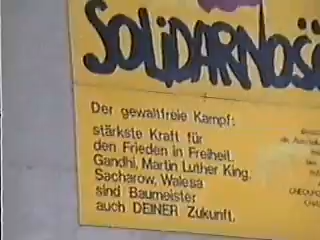 SOLiDARNOŚĆ
Der gewaltfreie Kampf:
stärkste Kraft für
den Frieden in Freiheit.
Gandhi, Martin Luther King,
Sacharow, Walesa
sind Baumeister
auch DEINER Zukunft.